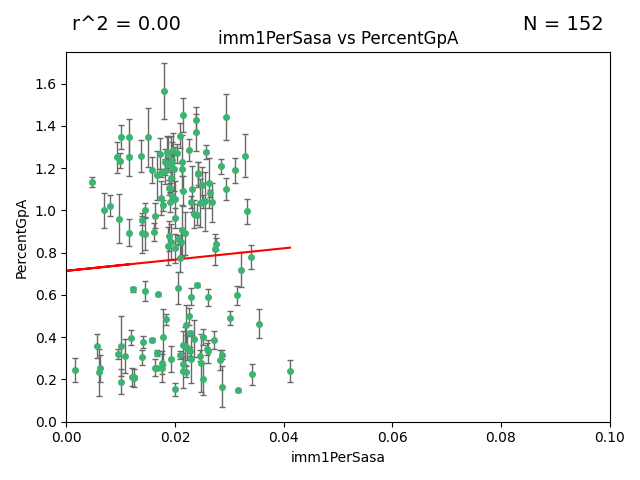 r^2 = 0.00
N = 152
imm1PerSasa vs PercentGpA
PercentGpA
1.6
1.4
1.2
1.0
0.8
0.6
0.4
0.2
0.0
0.00 0.02 0.04 0.06 0.08 0.10
imm1PerSasa